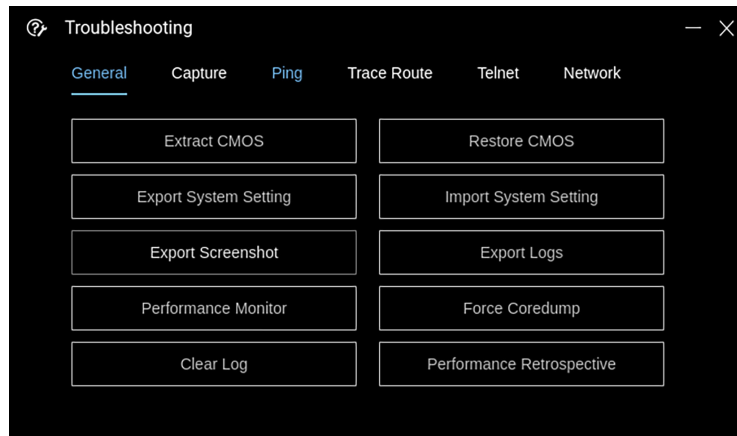 Troubleshooting
General Capture Ping Trace Route Telnet Network
Extract CMOS Restore CMOS
Export System Setting Import System Setting
Export Screenshot Export Logs
Performance Monitor Force Coredump
Clear Log Performance Retrospective